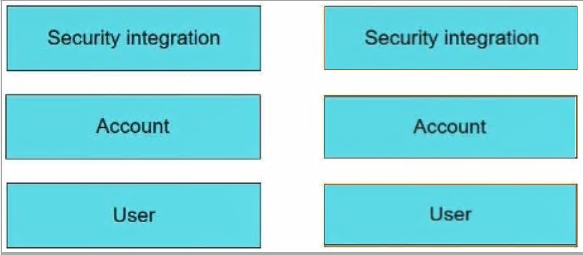 Security integration
Security integration
Account
Account
User
User